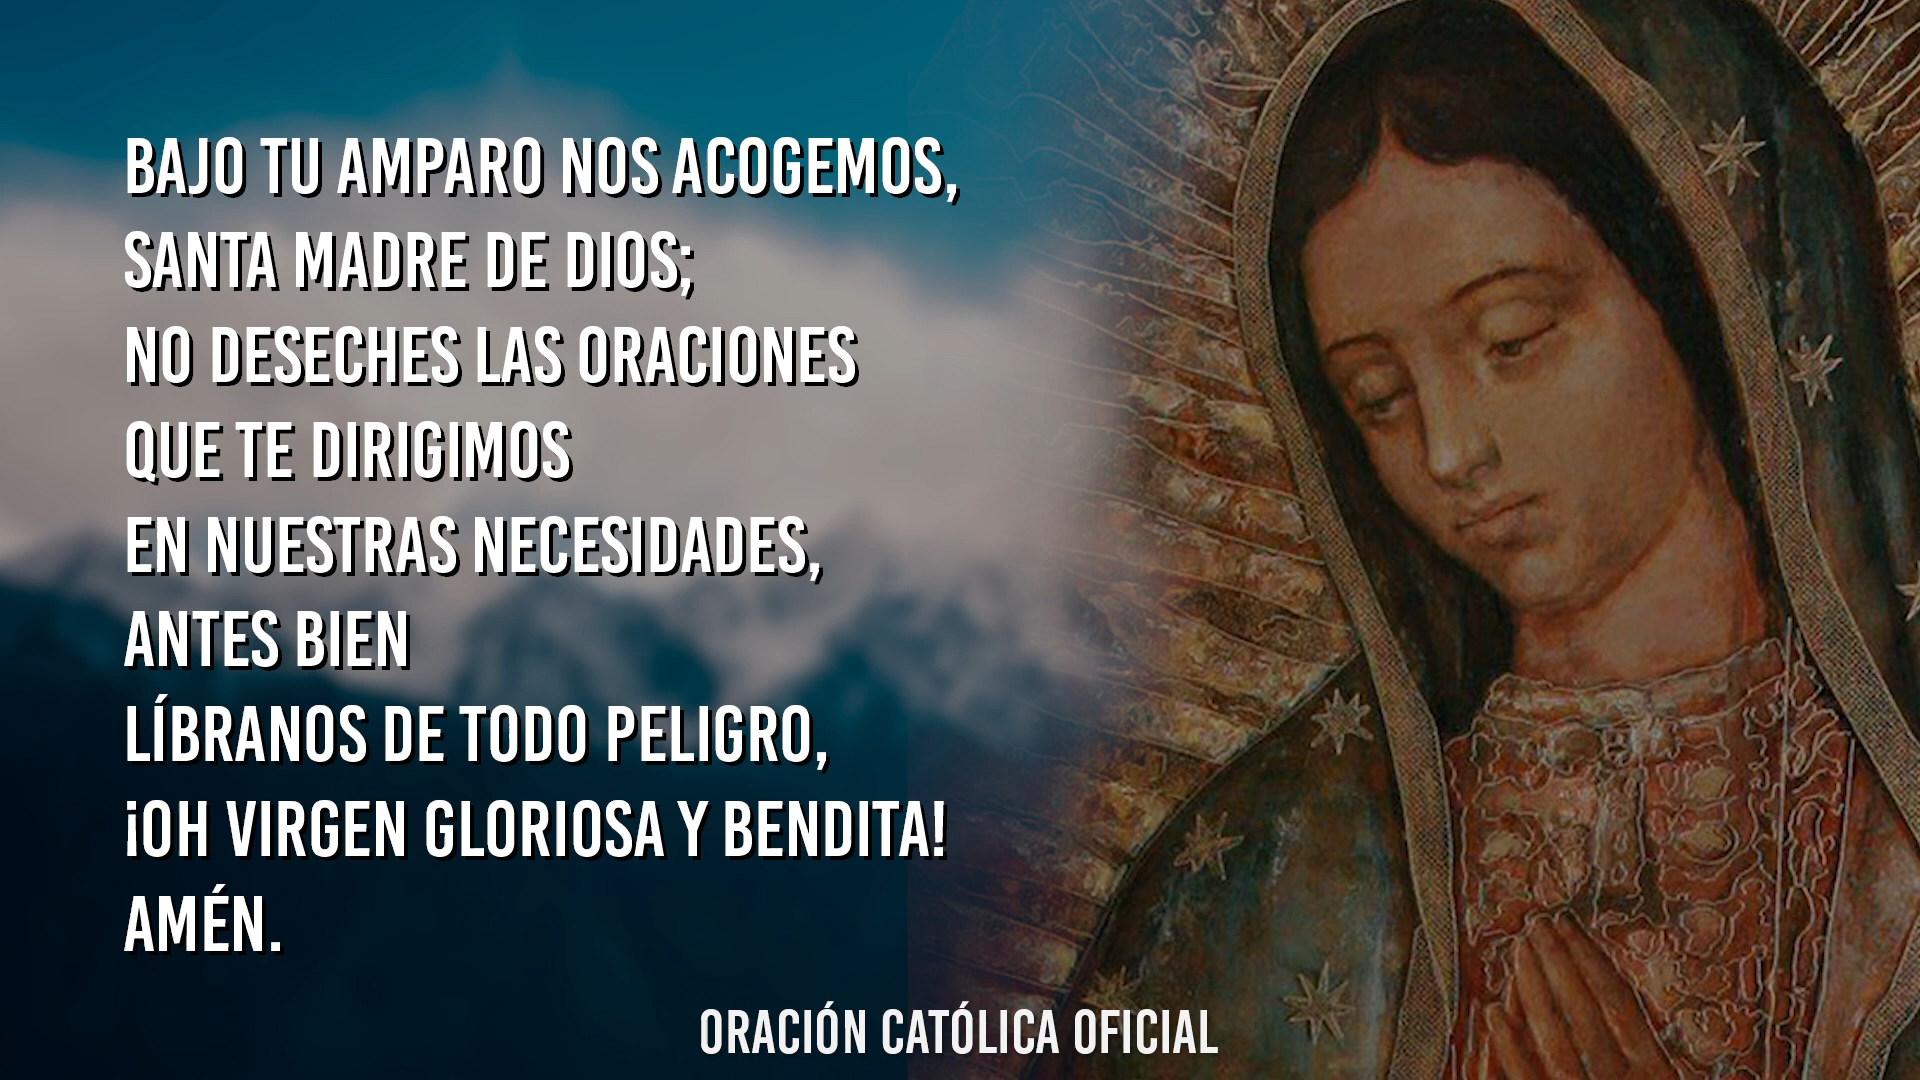 BAJO TU AMPARO NOS ACOGEMOS,
SANTA MADRE DE DIOS;
NO DESECHES LAS ORACIONES
QUE TE DIRIGIMOS
EN NUESTRAS NECESIDADES,
ANTES BIEN
LÍBRANOS DE TODO PELIGRO,
¡OH VIRGEN GLORIOSA Y BENDITA!
AMÉN.
ORACIÓN CATÓLICA OFICIAL